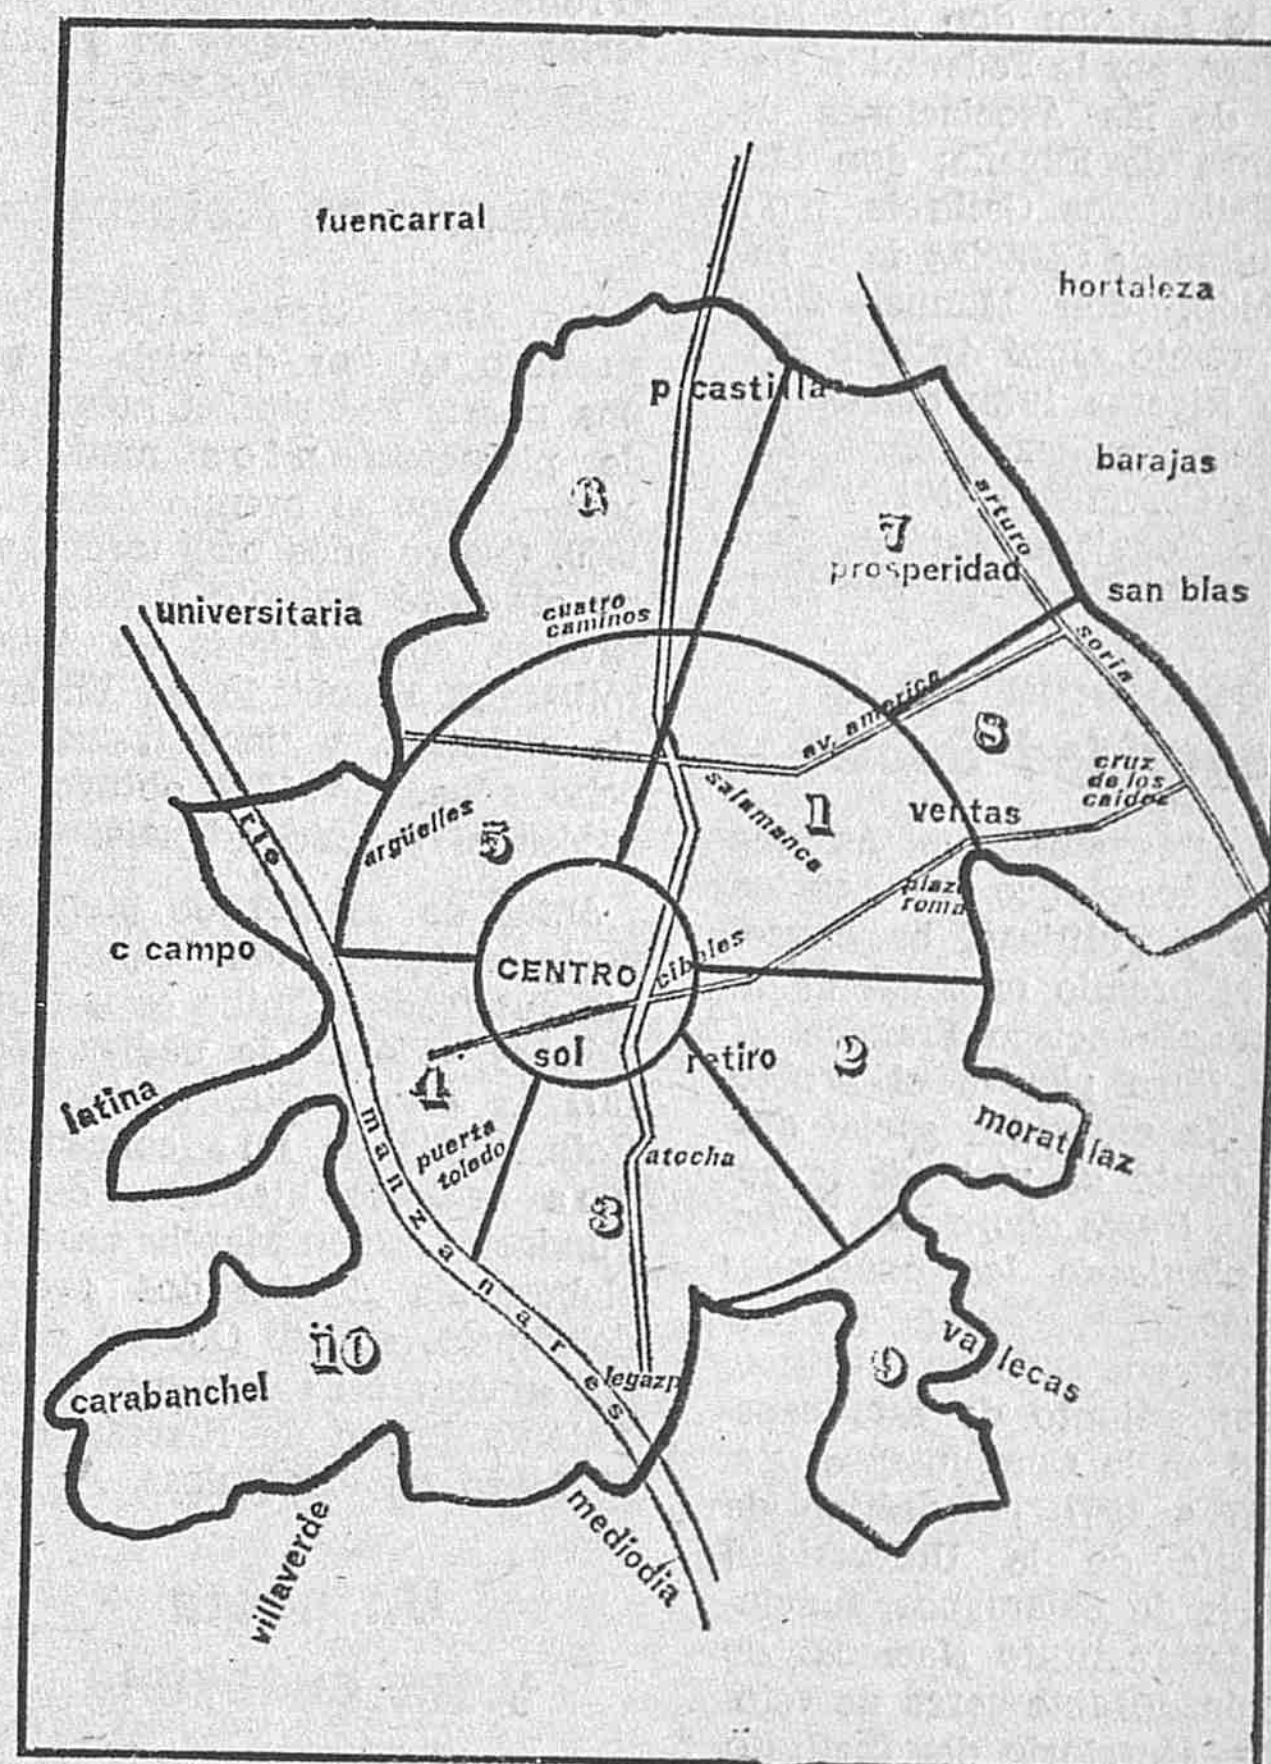 fuencarral
hortaleza
p castilla
barajas
arturo
7
prosperidad
san blas
universitaria
cuatro
caminos
soria
av. america
8
cruz
de los
caidos
salamanca
1
ventas
argüelles
5
rio
plaza
roma
c campo
CENTRO
cibeles
sol
retiro
2
4
latina
manzanares
puerta
toledo
atocha
moratalaz
3
10
vallecas
9
carabanchel
legazpi
mediodia
villaverde